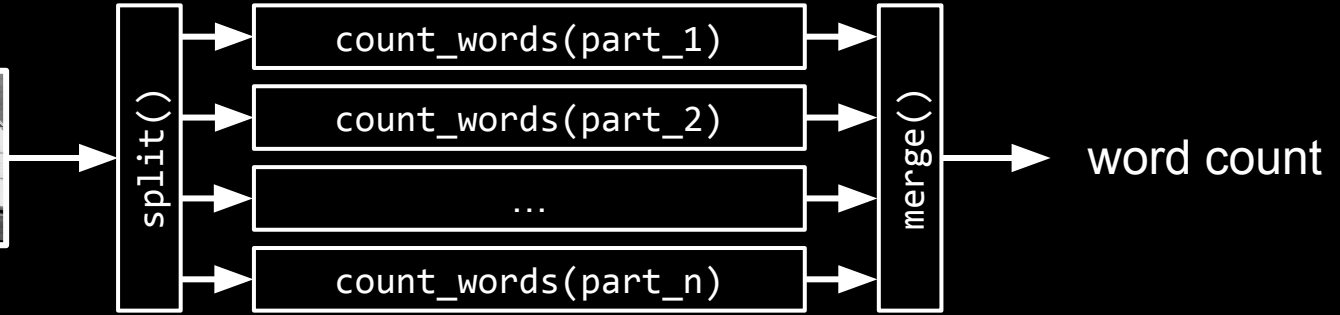 split()
count_words(part_1)
count_words(part_2)
...
count_words(part_n)
merge()
word count